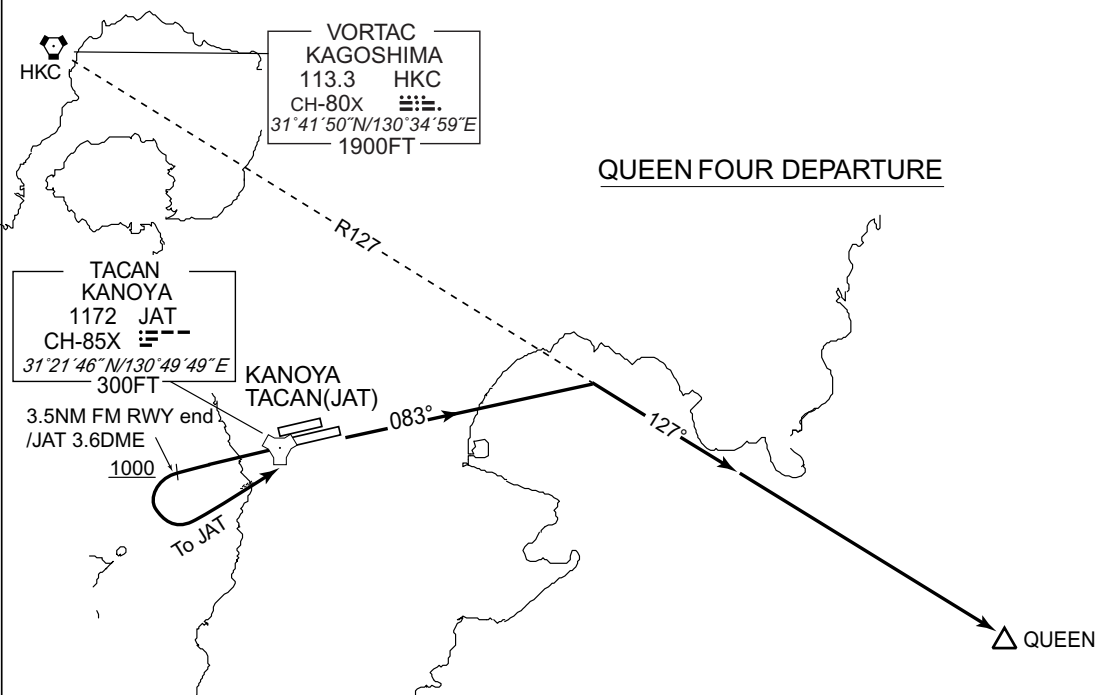 HKC
VORTAC
KAGOSHIMA
113.3 HKC
CH-80X
31°41′50″N/130°34′59″E
1900FT
QUEEN FOUR DEPARTURE
R127
TACAN
KANOYA
1172 JAT
CH-85X
31°21′46″N/130°49′49″E
300FT
KANOYA
TACAN(JAT)
3.5NM FM RWY end
/JAT 3.6DME
1000
083°
127°
To JAT
QUEEN